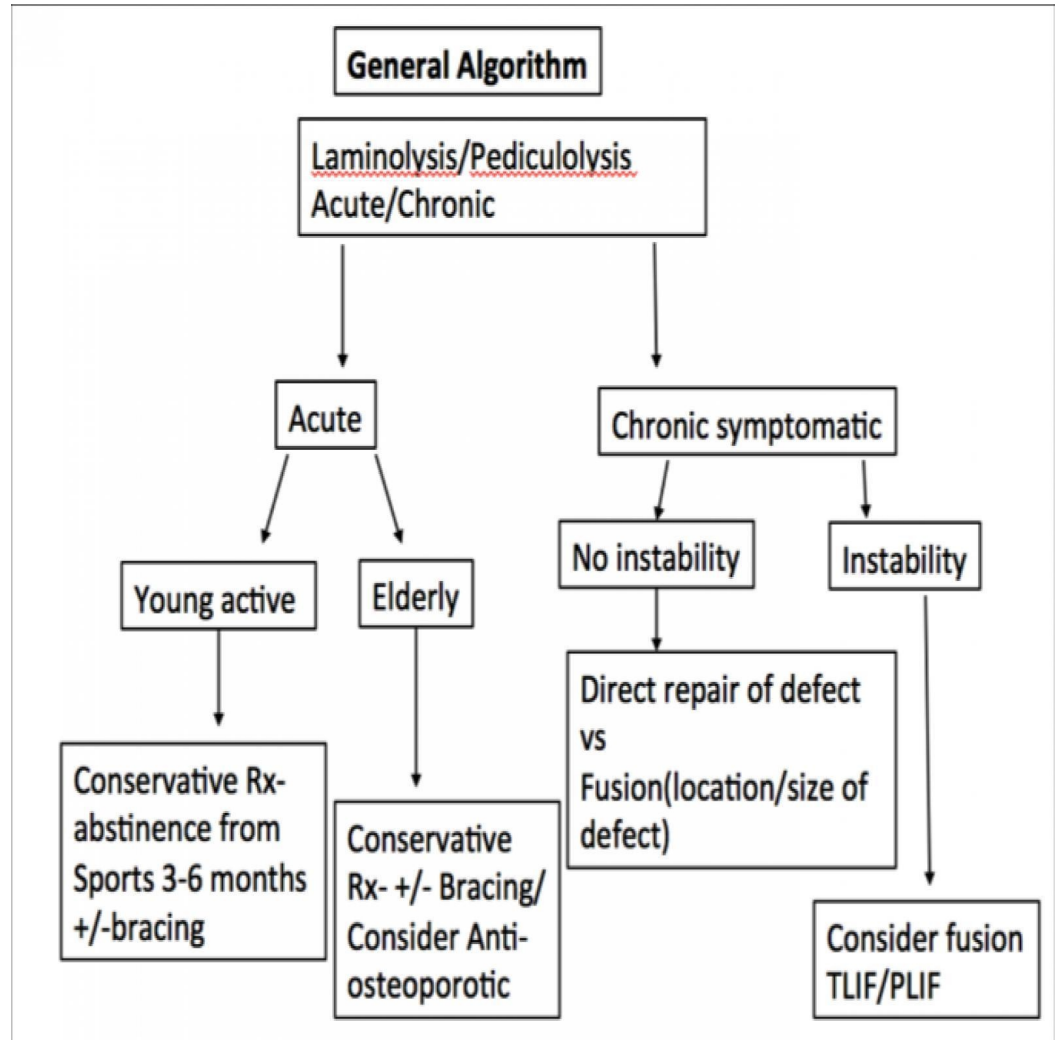 General Algorithm
Laminolysis/Pediculolysis
Acute/Chronic
Acute
Chronic symptomatic
Young active
Elderly
No instability
Instability
Conservative Rx-
abstinence from
Sports 3-6 months
+/-bracing
Conservative
Rx- +/- Bracing/
Consider Anti-
osteoporotic
Direct repair of defect
vs
Fusion(location/size of
defect)
Consider fusion
TLIF/PLIF